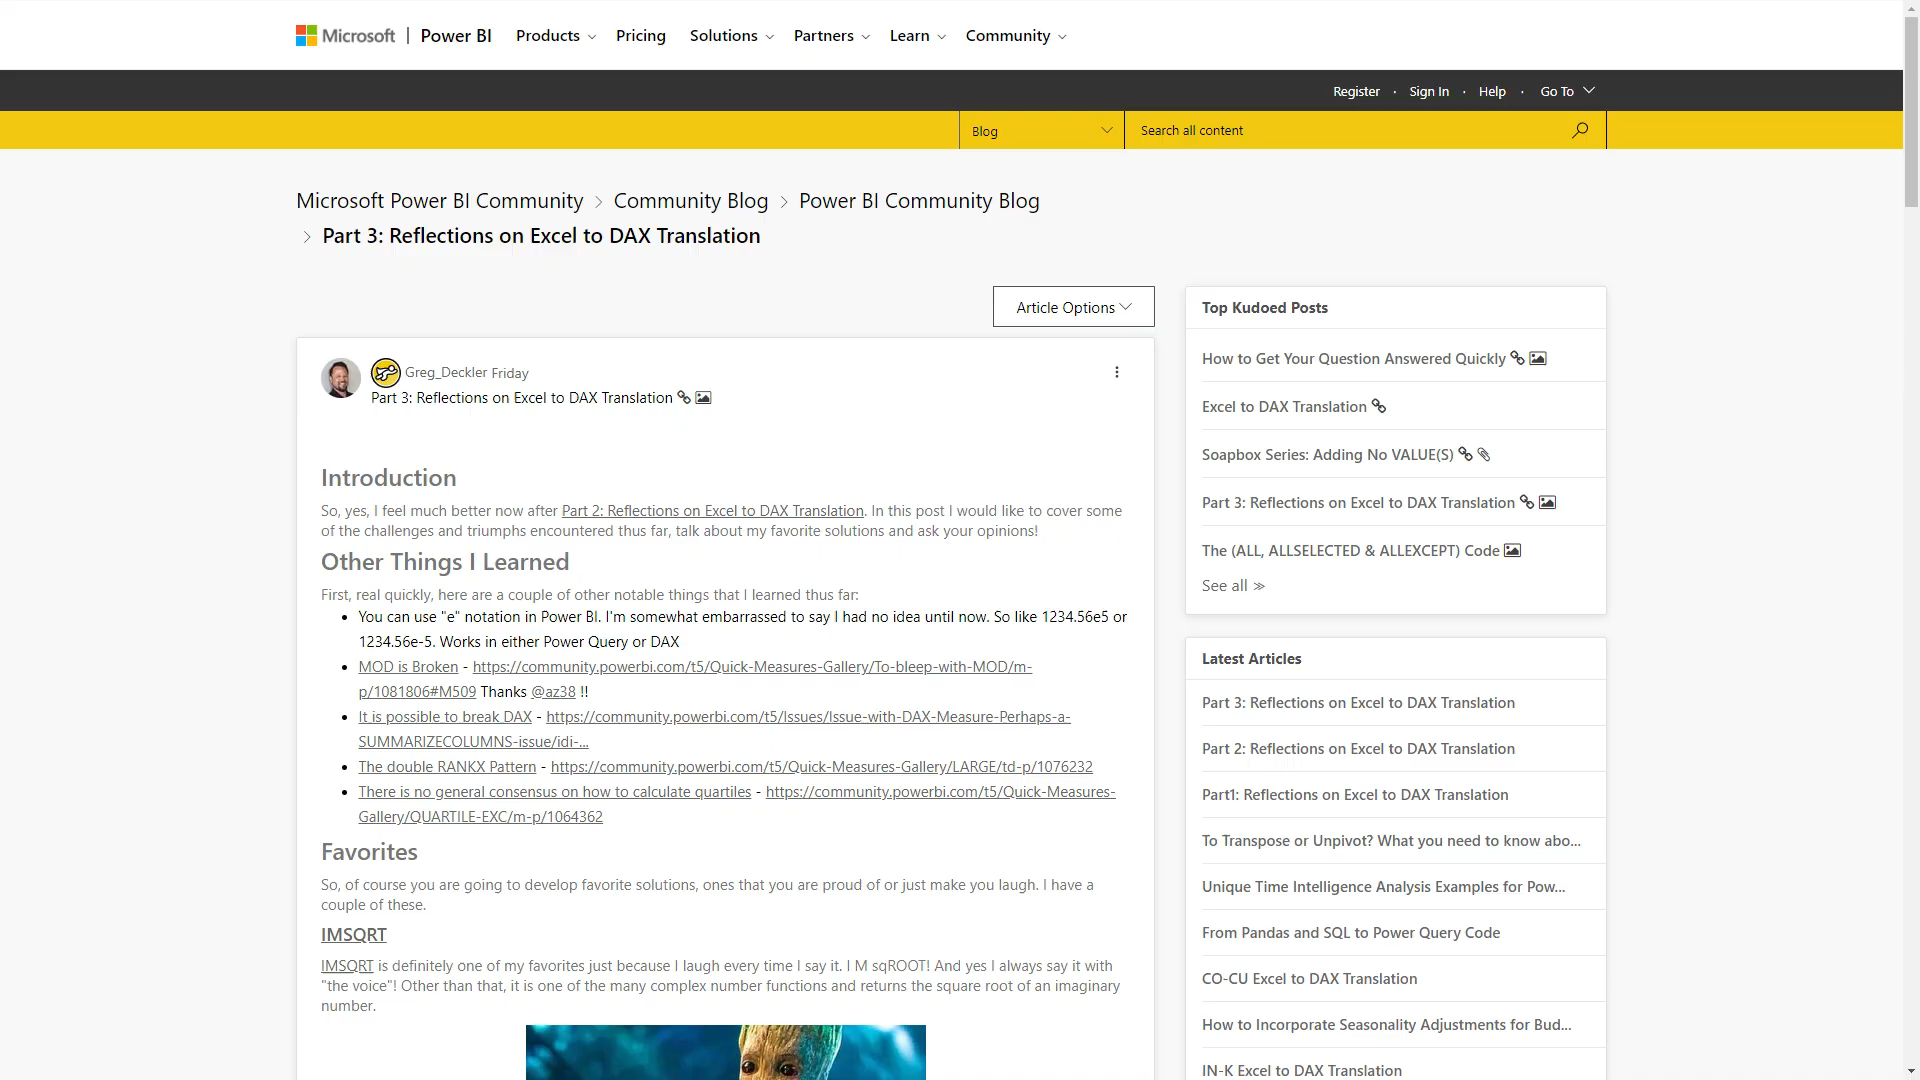 Microsoft | Power BI Products Pricing Solutions Partners Learn Community
Register · Sign In · Help · Go To
Blog Search all content
Microsoft Power BI Community > Community Blog > Power BI Community Blog
> Part 3: Reflections on Excel to DAX Translation
Article Options
Greg_Deckler Friday
Part 3: Reflections on Excel to DAX Translation
Introduction
So, yes, I feel much better now after Part 2: Reflections on Excel to DAX Translation. In this post I would like to cover some
of the challenges and triumphs encountered thus far, talk about my favorite solutions and ask your opinions!
Other Things I Learned
First, real quickly, here are a couple of other notable things that I learned thus far:
• You can use "e" notation in Power BI. I'm somewhat embarrassed to say I had no idea until now. So like 1234.56e5 or
1234.56e-5. Works in either Power Query or DAX
• MOD is Broken - https://community.powerbi.com/t5/Quick-Measures-Gallery/To-bleep-with-MOD/m-
p/1081806#M509 Thanks @az38 !!
• It is possible to break DAX - https://community.powerbi.com/t5/Issues/Issue-with-DAX-Measure-Perhaps-a-
SUMMARIZECOLUMNS-issue/idi-...
• The double RANKX Pattern - https://community.powerbi.com/t5/Quick-Measures-Gallery/LARGE/td-p/1076232
• There is no general consensus on how to calculate quartiles - https://community.powerbi.com/t5/Quick-Measures-
Gallery/QUARTILE-EXC/m-p/1064362
Favorites
So, of course you are going to develop favorite solutions, ones that you are proud of or just make you laugh. I have a
couple of these.
IMSQRT
IMSQRT is definitely one of my favorites just because I laugh every time I say it. I M sqROOT! And yes I always say it with
"the voice"! Other than that, it is one of the many complex number functions and returns the square root of an imaginary
number.
Top Kudoed Posts
How to Get Your Question Answered Quickly
Excel to DAX Translation
Soapbox Series: Adding No VALUE(S)
Part 3: Reflections on Excel to DAX Translation
The (ALL, ALLSELECTED & ALLEXCEPT) Code
See all ≫
Latest Articles
Part 3: Reflections on Excel to DAX Translation
Part 2: Reflections on Excel to DAX Translation
Part1: Reflections on Excel to DAX Translation
To Transpose or Unpivot? What you need to know abo...
Unique Time Intelligence Analysis Examples for Pow...
From Pandas and SQL to Power Query Code
CO-CU Excel to DAX Translation
How to Incorporate Seasonality Adjustments for Bud...
IN-K Excel to DAX Translation